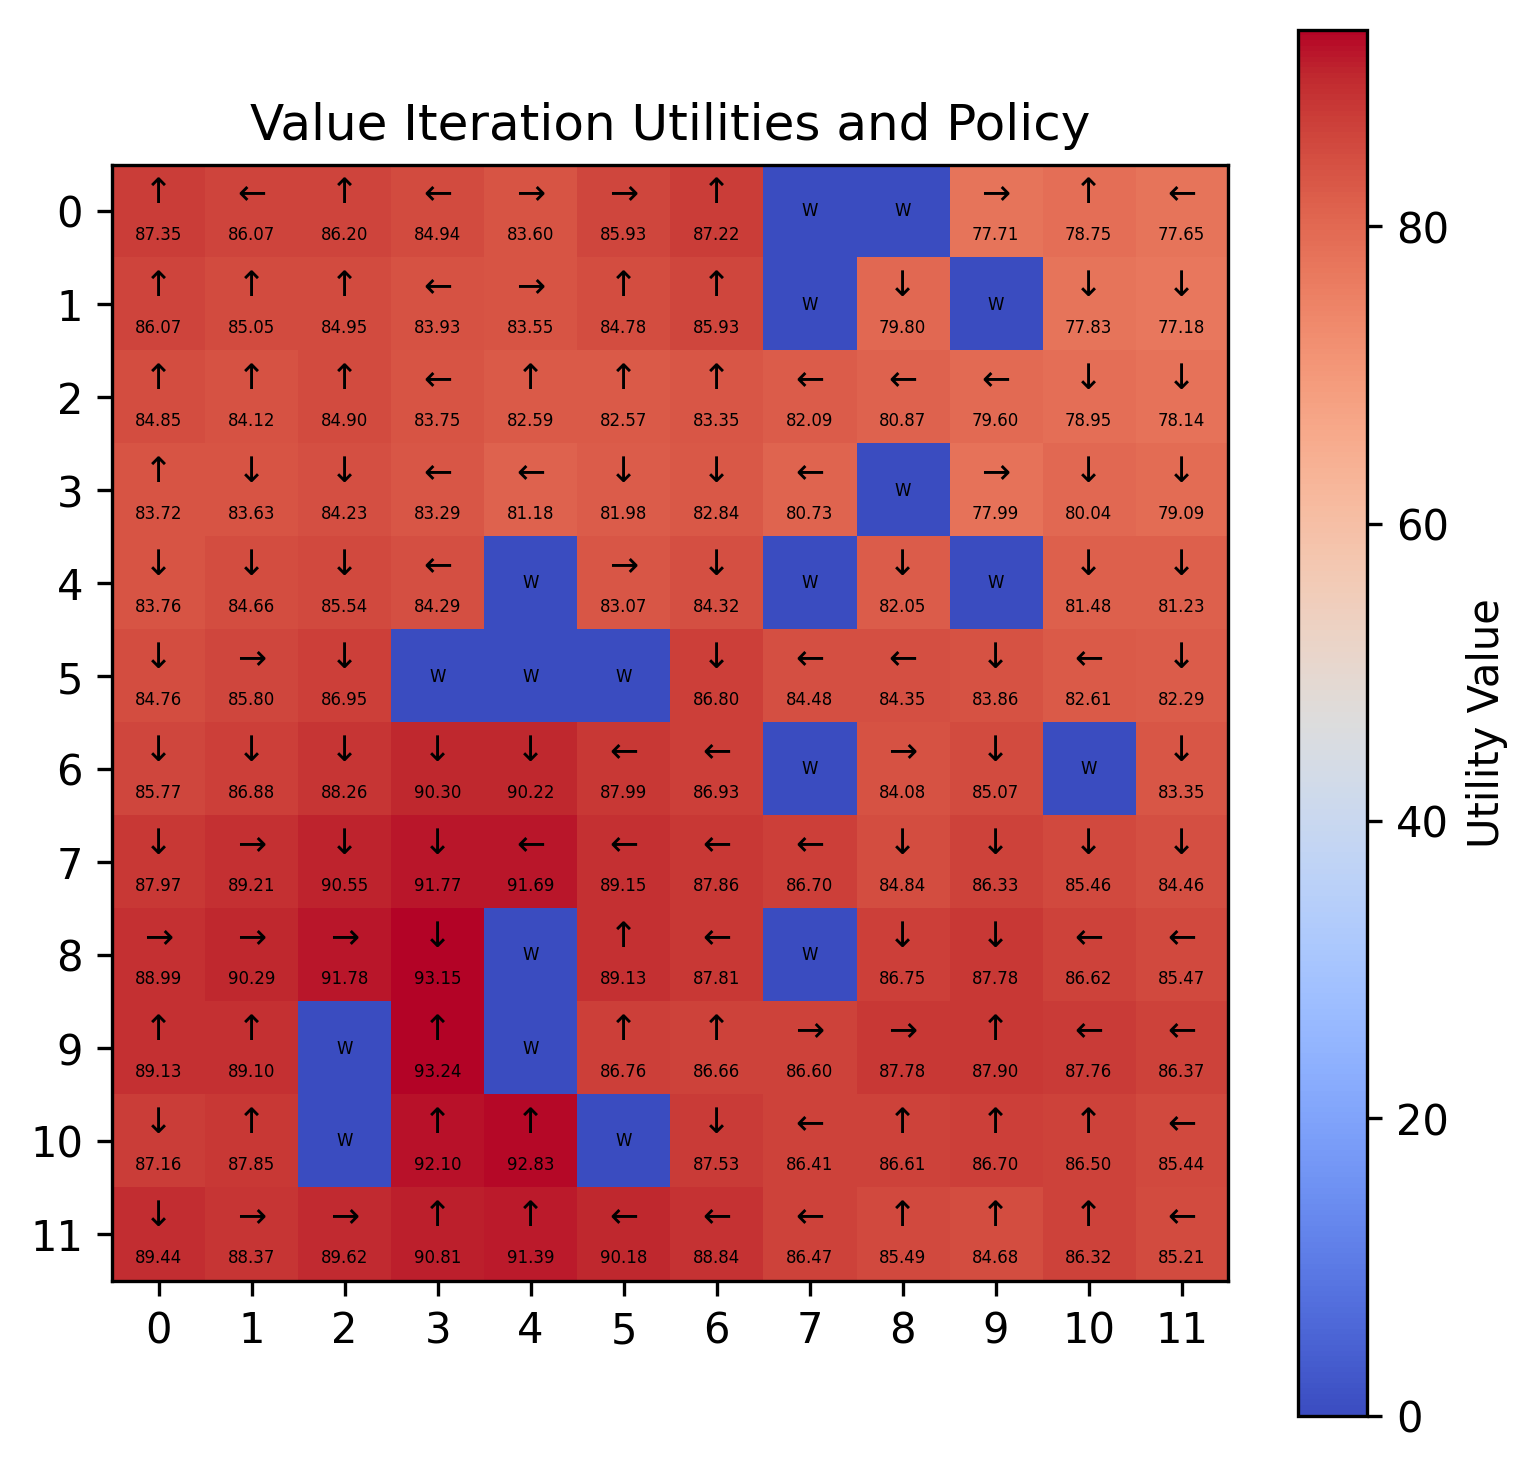 Value Iteration Utilities and Policy
↑ ← ↑ ← → → ↑ W W → ↑ ←
0 87.35 86.07 86.20 84.94 83.60 85.93 87.22 77.71 78.75 77.65
↑ ↑ ↑ ← → ↑ ↑ W ↓ W ↓ ↓
1 86.07 85.05 84.95 83.93 83.55 84.78 85.93 79.80 77.83 77.18
↑ ↑ ↑ ← ↑ ↑ ↑ ← ← ← ↓ ↓
2 84.85 84.12 84.90 83.75 82.59 82.57 83.35 82.09 80.87 79.60 78.95 78.14
↑ ↓ ↓ ← ← ↓ ↓ ← W → ↓ ↓
3 83.72 83.63 84.23 83.29 81.18 81.98 82.84 80.73 77.99 80.04 79.09
↓ ↓ ↓ ← W → ↓ W ↓ W ↓ ↓
4 83.76 84.66 85.54 84.29 83.07 84.32 82.05 81.48 81.23
↓ → ↓ W W W ↓ ← ← ↓ ← ↓
5 84.76 85.80 86.95 86.80 84.48 84.35 83.86 82.61 82.29
↓ ↓ ↓ ↓ ↓ ← ← W → ↓ W ↓
6 85.77 86.88 88.26 90.30 90.22 87.99 86.93 84.08 85.07 83.35
↓ → ↓ ↓ ← ← ← ← ↓ ↓ ↓ ↓
7 87.97 89.21 90.55 91.77 91.69 89.15 87.86 86.70 84.84 86.33 85.46 84.46
→ → → ↓ W ↑ ← W ↓ ↓ ← ←
8 88.99 90.29 91.78 93.15 89.13 87.81 86.75 87.78 86.62 85.47
↑ ↑ W ↑ W ↑ ↑ → → ↑ ← ←
9 89.13 89.10 93.24 86.76 86.66 86.60 87.78 87.90 87.76 86.37
↓ ↑ W ↑ ↑ W ↓ ← ↑ ↑ ↑ ←
10 87.16 87.85 92.10 92.83 87.53 86.41 86.61 86.70 86.50 85.44
↓ → → ↑ ↑ ← ← ← ↑ ↑ ↑ ←
11 89.44 88.37 89.62 90.81 91.39 90.18 88.84 86.47 85.49 84.68 86.32 85.21
0 1 2 3 4 5 6 7 8 9 10 11
80
60
40
20
0
Utility Value